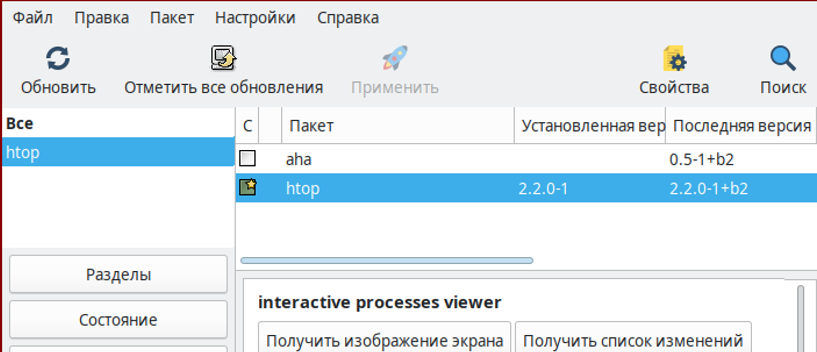 Файл Правка Пакет Настройки Справка
Обновить Отметить все обновления Применить Свойства Поиск
Все
htop
С Пакет Установленная вер Последняя версия
aha 0.5-1+b2
htop 2.2.0-1 2.2.0-1+b2
Разделы
Состояние
interactive processes viewer
Получить изображение экрана Получить список изменений